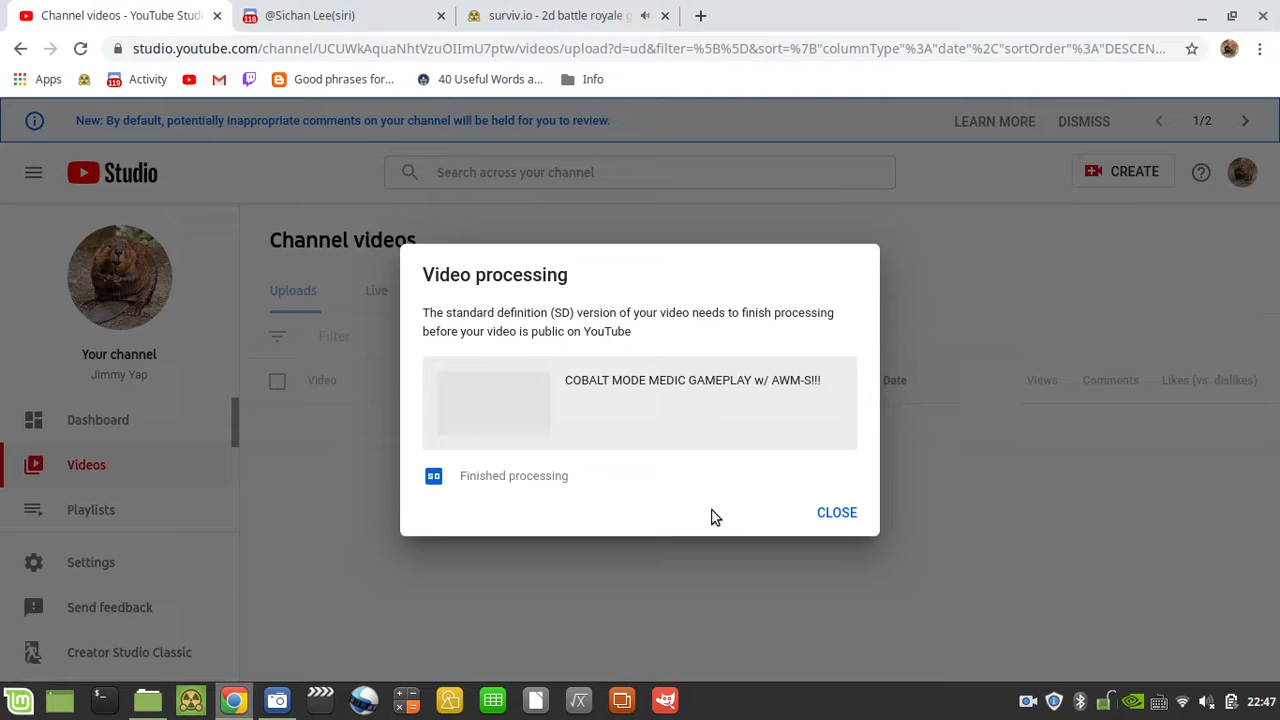 Channel videos - YouTube Studi
118
@Sichan Lee(siri)
surviv.io - 2d battle royale g
studio.youtube.com/channel/UCUWkAquaNhtVzuOIImU7ptw/videos/upload?d=ud&filter=%5B%5D&sort=%7B"columnType"%3A"date"%2C"sortOrder"%3A"DESCEN...
Apps
119
Activity
Good phrases for...
40 Useful Words a...
Info
New: By default, potentially inappropriate comments on your channel will be held for you to review.
LEARN MORE
DISMISS
1/2
Studio
Search across your channel
CREATE
Channel videos
Uploads
Live
Filter
Your channel
Jimmy Yap
Video
Date
Views
Comments
Likes (vs. dislikes)
Dashboard
Videos
Playlists
Settings
Send feedback
Creator Studio Classic
Video processing
The standard definition (SD) version of your video needs to finish processing
before your video is public on YouTube
COBALT MODE MEDIC GAMEPLAY w/ AWM-S!!!
SD
Finished processing
CLOSE
22:47